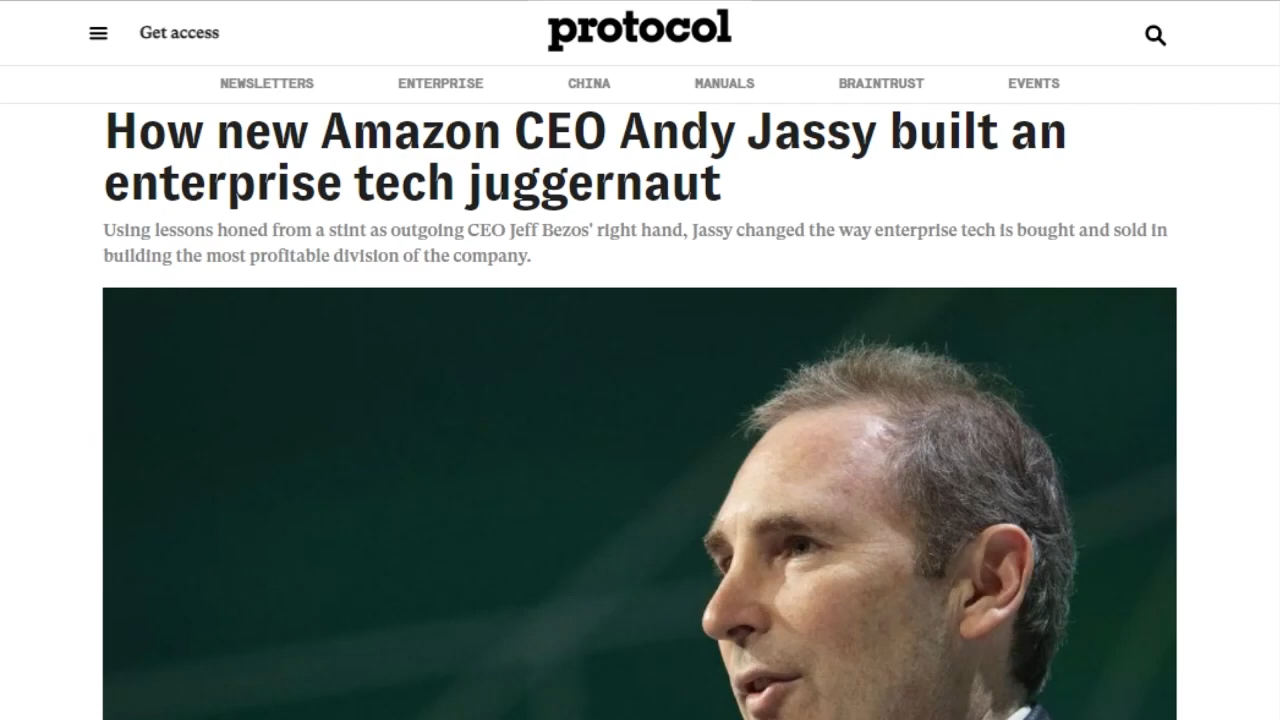 Get access
protocol
NEWSLETTERS ENTERPRISE CHINA MANUALS BRAINTRUST EVENTS
How new Amazon CEO Andy Jassy built an
enterprise tech juggernaut
Using lessons honed from a stint as outgoing CEO Jeff Bezos' right hand, Jassy changed the way enterprise tech is bought and sold in
building the most profitable division of the company.